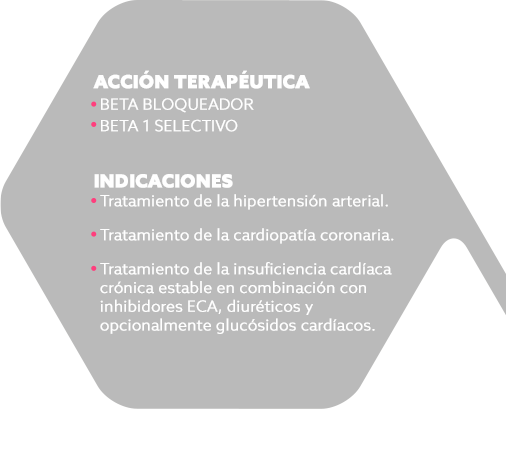 ACCIÓN TERAPÉUTICA
• BETA BLOQUEADOR
• BETA 1 SELECTIVO
INDICACIONES
• Tratamiento de la hipertensión arterial.
• Tratamiento de la cardiopatía coronaria.
• Tratamiento de la insuficiencia cardíaca
crónica estable en combinación con
inhibidores ECA, diuréticos y
opcionalmente glucósidos cardíacos.